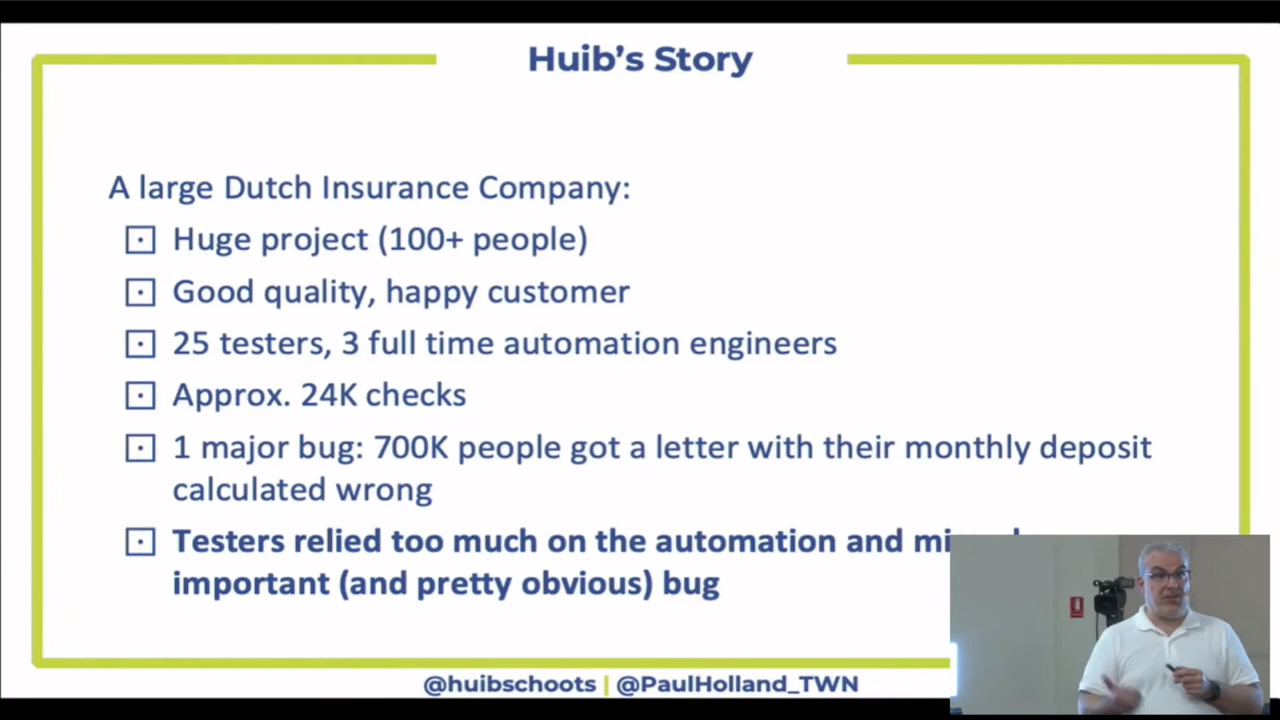 Huib's Story
A large Dutch Insurance Company:
Huge project (100+ people)
Good quality, happy customer
25 testers, 3 full time automation engineers
Approx. 24K checks
1 major bug: 700K people got a letter with their monthly deposit
calculated wrong
Testers relied too much on the automation and
important (and pretty obvious) bug
@huibschoots | @PaulHolland_TWN